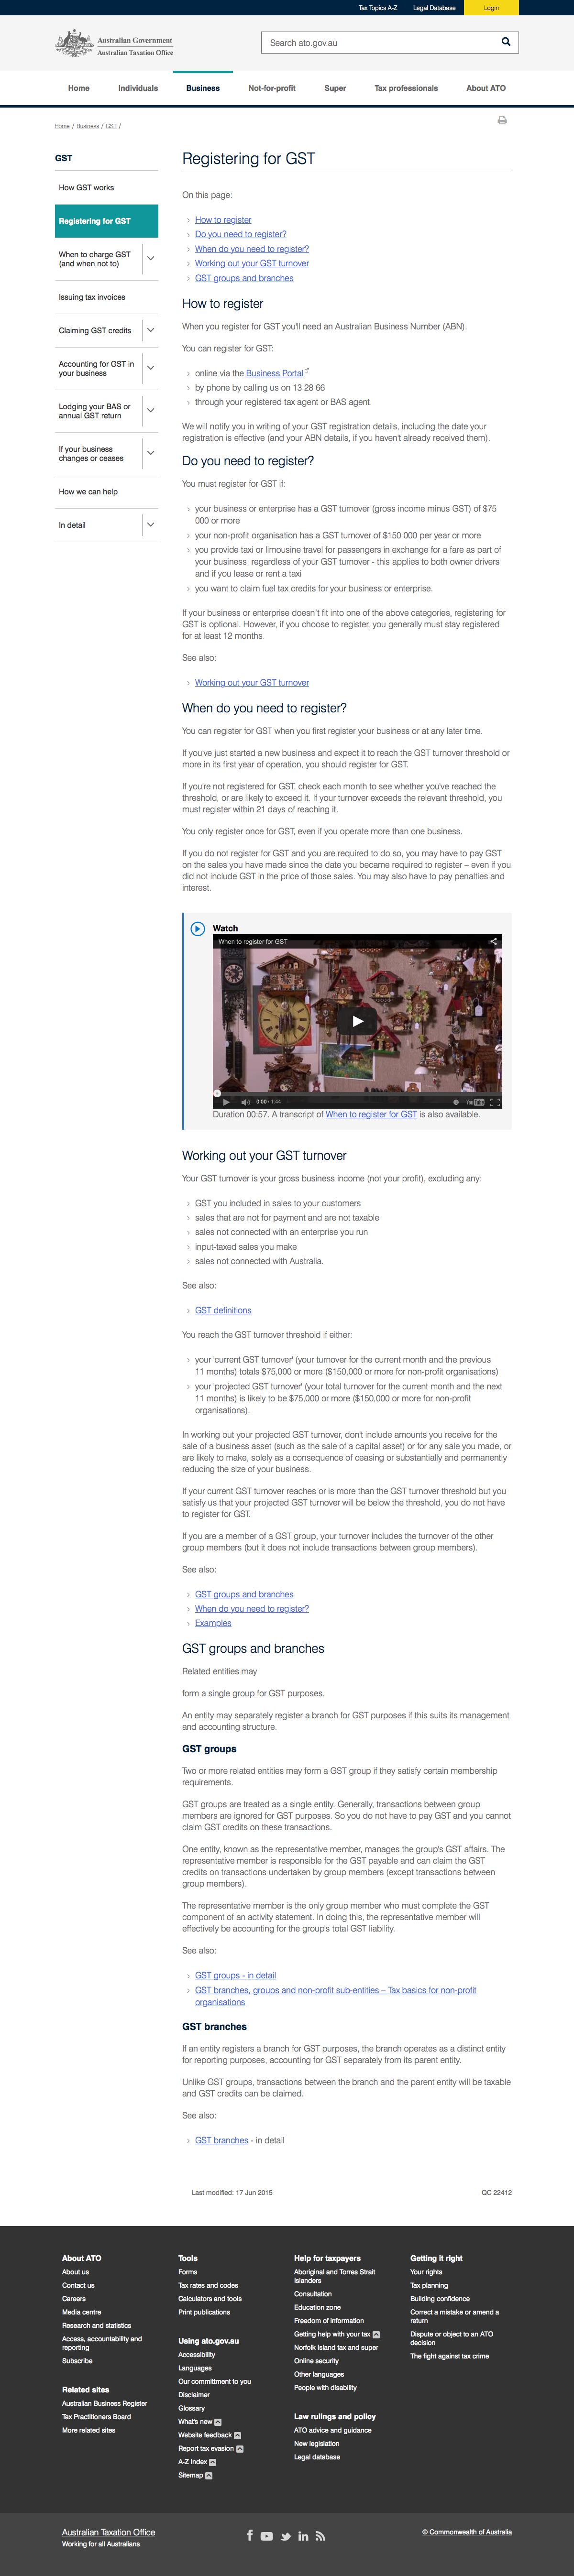 Tax Topics A-Z Legal Database Login
Australian Government
Australian Taxation Office
Search ato.gov.au
Home Individuals Business Not-for-profit Super Tax professionals About ATO
Home / Business / GST /
GST
How GST works
Registering for GST
When to charge GST
(and when not to)
Issuing tax invoices
Claiming GST credits
Accounting for GST in
your business
Lodging your BAS or
annual GST return
If your business
changes or ceases
How we can help
In detail
Registering for GST
On this page:
How to register
Do you need to register?
When do you need to register?
Working out your GST turnover
GST groups and branches
How to register
When you register for GST you'll need an Australian Business Number (ABN).
You can register for GST:
online via the Business Portal
by phone by calling us on 13 28 66
through your registered tax agent or BAS agent.
We will notify you in writing of your GST registration details, including the date your
registration is effective (and your ABN details, if you haven't already received them).
Do you need to register?
You must register for GST if:
your business or enterprise has a GST turnover (gross income minus GST) of $75
000 or more
your non-profit organisation has a GST turnover of $150 000 per year or more
you provide taxi or limousine travel for passengers in exchange for a fare as part of
your business, regardless of your GST turnover - this applies to both owner drivers
and if you lease or rent a taxi
you want to claim fuel tax credits for your business or enterprise.
If your business or enterprise doesn't fit into one of the above categories, registering for
GST is optional. However, if you choose to register, you generally must stay registered
for at least 12 months.
See also:
Working out your GST turnover
When do you need to register?
You can register for GST when you first register your business or at any later time.
If you've just started a new business and expect it to reach the GST turnover threshold or
more in its first year of operation, you should register for GST.
If you're not registered for GST, check each month to see whether you've reached the
threshold, or are likely to exceed it. If your turnover exceeds the relevant threshold, you
must register within 21 days of reaching it.
You only register once for GST, even if you operate more than one business.
If you do not register for GST and you are required to do so, you may have to pay GST
on the sales you have made since the date you became required to register – even if you
did not include GST in the price of those sales. You may also have to pay penalties and
interest.
Watch
When to register for GST
0:00 / 1:44
YouTube
Duration 00:57. A transcript of When to register for GST is also available.
Working out your GST turnover
Your GST turnover is your gross business income (not your profit), excluding any:
GST you included in sales to your customers
sales that are not for payment and are not taxable
sales not connected with an enterprise you run
input-taxed sales you make
sales not connected with Australia.
See also:
GST definitions
You reach the GST turnover threshold if either:
your 'current GST turnover' (your turnover for the current month and the previous
11 months) totals $75,000 or more ($150,000 or more for non-profit organisations)
your 'projected GST turnover' (your total turnover for the current month and the next
11 months) is likely to be $75,000 or more ($150,000 or more for non-profit
organisations).
In working out your projected GST turnover, don't include amounts you receive for the
sale of a business asset (such as the sale of a capital asset) or for any sale you made, or
are likely to make, solely as a consequence of ceasing or substantially and permanently
reducing the size of your business.
If your current GST turnover reaches or is more than the GST turnover threshold but you
satisfy us that your projected GST turnover will be below the threshold, you do not have
to register for GST.
If you are a member of a GST group, your turnover includes the turnover of the other
group members (but it does not include transactions between group members).
See also:
GST groups and branches
When do you need to register?
Examples
GST groups and branches
Related entities may
form a single group for GST purposes.
An entity may separately register a branch for GST purposes if this suits its management
and accounting structure.
GST groups
Two or more related entities may form a GST group if they satisfy certain membership
requirements.
GST groups are treated as a single entity. Generally, transactions between group
members are ignored for GST purposes. So you do not have to pay GST and you cannot
claim GST credits on these transactions.
One entity, known as the representative member, manages the group's GST affairs. The
representative member is responsible for the GST payable and can claim the GST
credits on transactions undertaken by group members (except transactions between
group members).
The representative member is the only group member who must complete the GST
component of an activity statement. In doing this, the representative member will
effectively be accounting for the group's total GST liability.
See also:
GST groups - in detail
GST branches, groups and non-profit sub-entities – Tax basics for non-profit
organisations
GST branches
If an entity registers a branch for GST purposes, the branch operates as a distinct entity
for reporting purposes, accounting for GST separately from its parent entity.
Unlike GST groups, transactions between the branch and the parent entity will be taxable
and GST credits can be claimed.
See also:
GST branches - in detail
Last modified: 17 Jun 2015 QC 22412
About ATO
About us
Contact us
Careers
Media centre
Research and statistics
Access, accountability and
reporting
Subscribe
Related sites
Australian Business Register
Tax Practitioners Board
More related sites
Tools
Forms
Tax rates and codes
Calculators and tools
Print publications
Using ato.gov.au
Accessibility
Languages
Our committment to you
Disclaimer
Glossary
What's new
Website feedback
Report tax evasion
A-Z Index
Sitemap
Help for taxpayers
Aboriginal and Torres Strait
Islanders
Consultation
Education zone
Freedom of information
Getting help with your tax
Norfolk Island tax and super
Online security
Other languages
People with disability
Law rulings and policy
ATO advice and guidance
New legislation
Legal database
Getting it right
Your rights
Tax planning
Building confidence
Correct a mistake or amend a
return
Dispute or object to an ATO
decision
The fight against tax crime
Australian Taxation Office
Working for all Australians
© Commonwealth of Australia